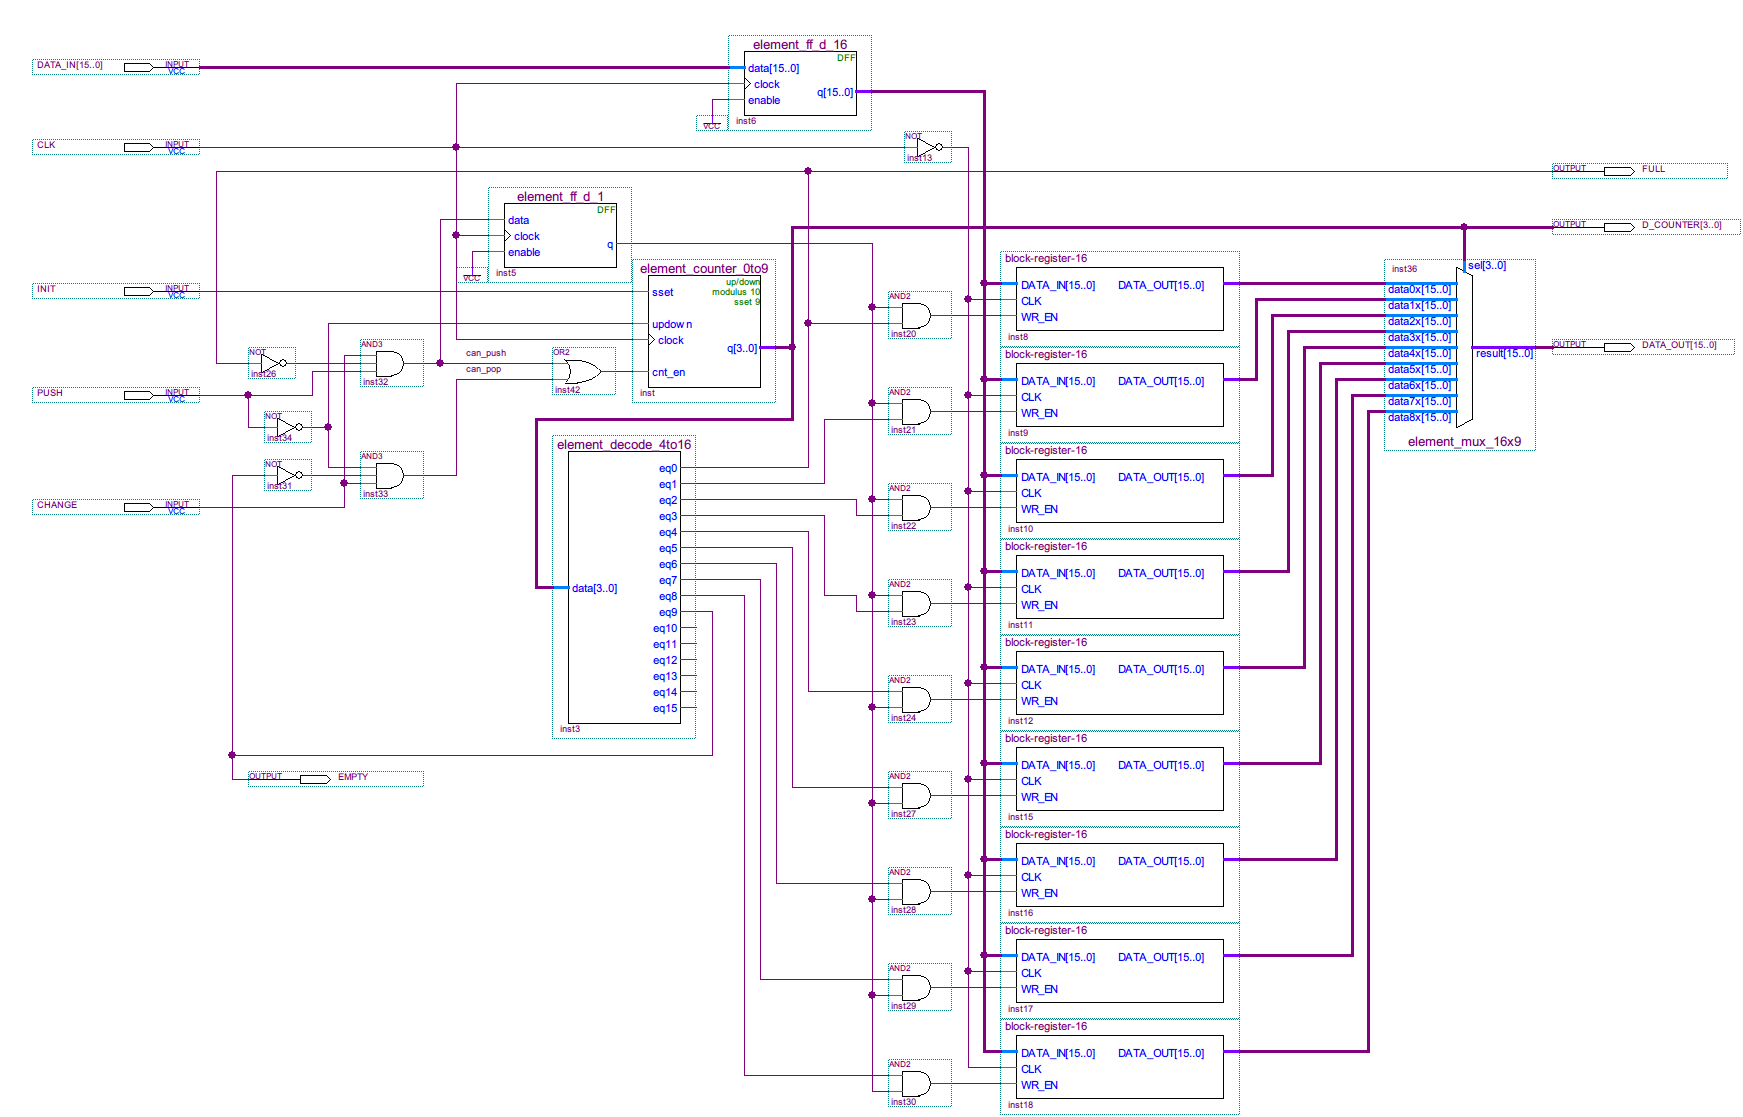 element_ff_d_16
DFF
DATA_IN[15..0]
INPUT
VCC
data[15..0]
clock
q[15..0]
enable
VCC
inst6
CLK
INPUT
VCC
NOT
inst13
OUTPUT
FULL
element_ff_d_1
DFF
data
clock
q
enable
VCC
inst5
OUTPUT
D_COUNTER[3..0]
element_counter_0to9
up/down
modulus 10
sset 9
INIT
INPUT
VCC
sset
updown
clock
q[3..0]
cnt_en
inst
NOT
inst26
AND3
inst32
can_push
can_pop
OR2
inst42
PUSH
INPUT
VCC
NOT
inst34
NOT
inst31
AND3
inst33
CHANGE
INPUT
VCC
element_decode_4to16
data[3..0]
eq0
eq1
eq2
eq3
eq4
eq5
eq6
eq7
eq8
eq9
eq10
eq11
eq12
eq13
eq14
eq15
inst3
OUTPUT
EMPTY
AND2
inst20
AND2
inst21
AND2
inst22
AND2
inst23
AND2
inst24
AND2
inst27
AND2
inst28
AND2
inst29
AND2
inst30
block-register-16
DATA_IN[15..0] DATA_OUT[15..0]
CLK
WR_EN
inst8
block-register-16
DATA_IN[15..0] DATA_OUT[15..0]
CLK
WR_EN
inst9
block-register-16
DATA_IN[15..0] DATA_OUT[15..0]
CLK
WR_EN
inst10
block-register-16
DATA_IN[15..0] DATA_OUT[15..0]
CLK
WR_EN
inst11
block-register-16
DATA_IN[15..0] DATA_OUT[15..0]
CLK
WR_EN
inst12
block-register-16
DATA_IN[15..0] DATA_OUT[15..0]
CLK
WR_EN
inst15
block-register-16
DATA_IN[15..0] DATA_OUT[15..0]
CLK
WR_EN
inst16
block-register-16
DATA_IN[15..0] DATA_OUT[15..0]
CLK
WR_EN
inst17
block-register-16
DATA_IN[15..0] DATA_OUT[15..0]
CLK
WR_EN
inst18
inst36
sel[3..0]
data0x[15..0]
data1x[15..0]
data2x[15..0]
data3x[15..0]
data4x[15..0]
data5x[15..0]
data6x[15..0]
data7x[15..0]
data8x[15..0]
result[15..0]
element_mux_16x9
OUTPUT
DATA_OUT[15..0]